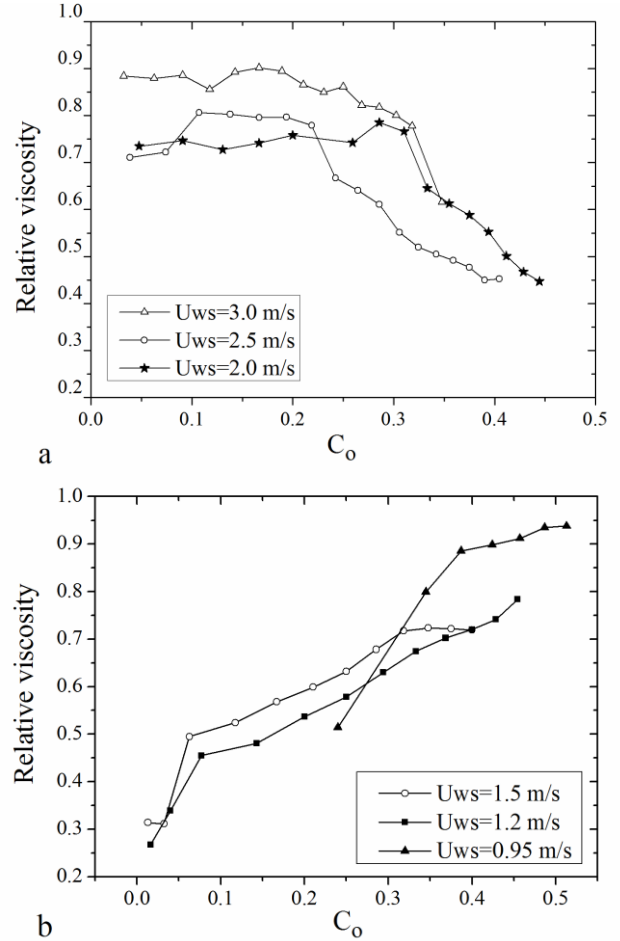 1.0
0.9
0.8
0.7
0.6
0.5
0.4
0.3
0.2
Relative viscosity
Uws=3.0 m/s
Uws=2.5 m/s
Uws=2.0 m/s
0.0 0.1 0.2 0.3 0.4 0.5
Co
a
1.0
0.9
0.8
0.7
0.6
0.5
0.4
0.3
0.2
Relative viscosity
Uws=1.5 m/s
Uws=1.2 m/s
Uws=0.95 m/s
0.0 0.1 0.2 0.3 0.4 0.5
Co
b